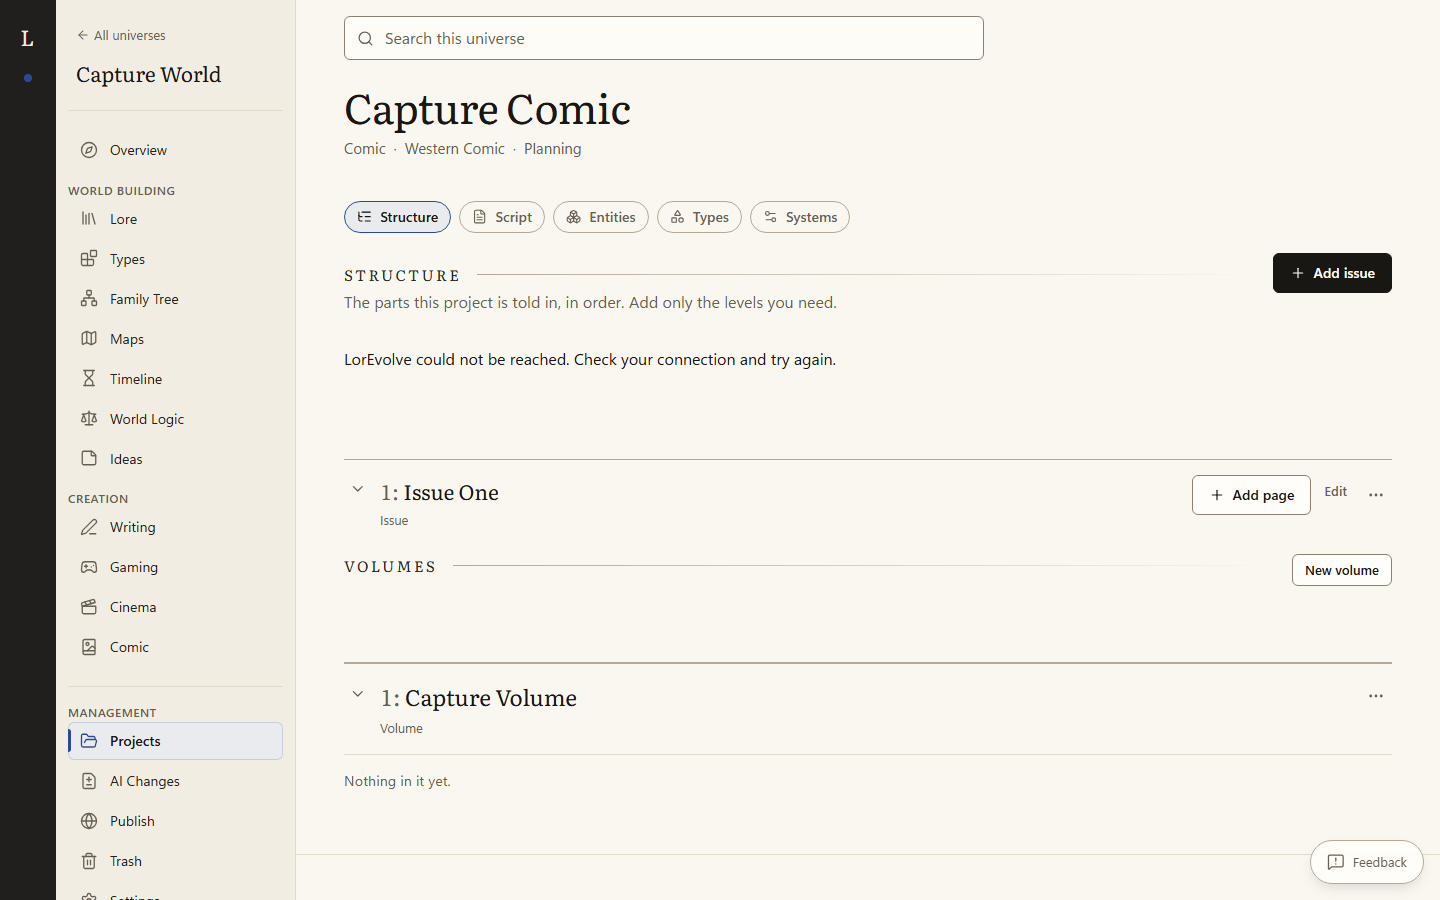 L
All universes
Capture World
Overview
WORLD BUILDING
Lore
Types
Family Tree
Maps
Timeline
World Logic
Ideas
CREATION
Writing
Gaming
Cinema
Comic
MANAGEMENT
Projects
AI Changes
Publish
Trash
Settings
Search this universe
Capture Comic
Comic · Western Comic · Planning
Structure Script Entities Types Systems
STRUCTURE
Add issue
The parts this project is told in, in order. Add only the levels you need.
LorEvolve could not be reached. Check your connection and try again.
1: Issue One
Add page Edit ...
Issue
VOLUMES
New volume
1: Capture Volume
...
Volume
Nothing in it yet.
Feedback